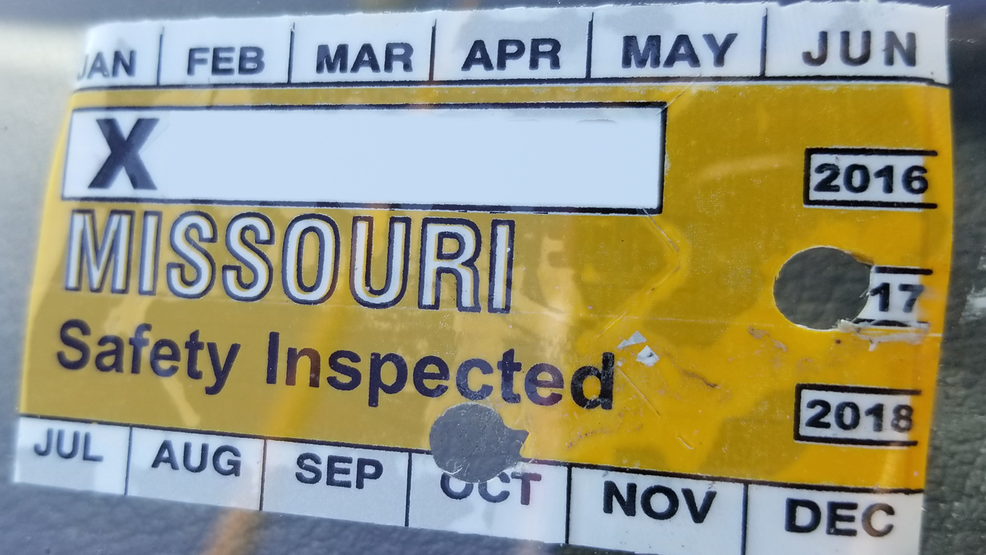 JAN FEB MAR APR MAY JUN
X
2016
MISSOURI
17
Safety Inspected
2018
JUL AUG SEP OCT NOV DEC